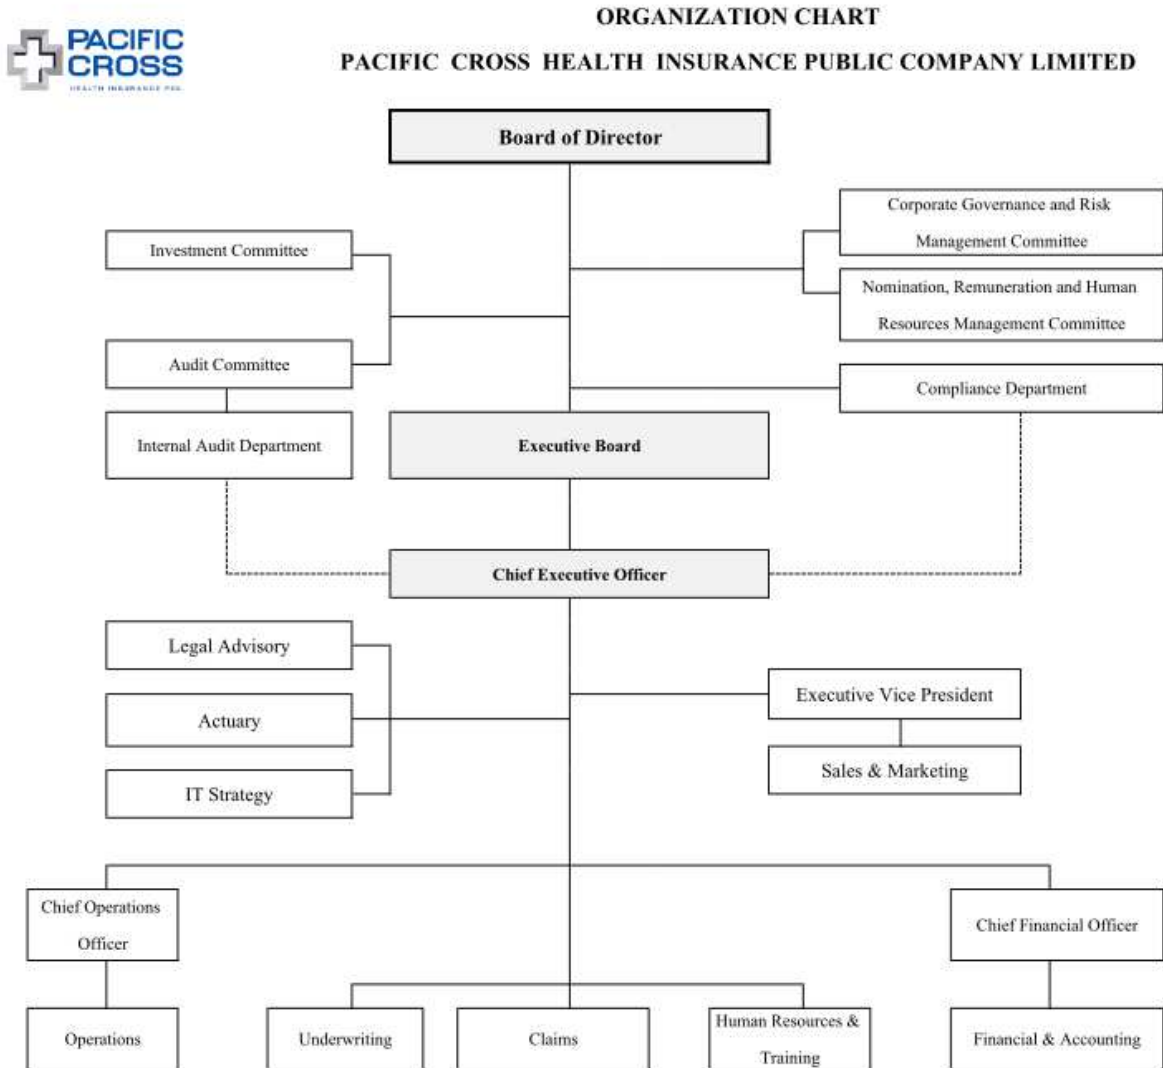 ORGANIZATION CHART
PACIFIC
CROSS
HEALTH INSURANCE PCL.
PACIFIC CROSS HEALTH INSURANCE PUBLIC COMPANY LIMITED
Board of Director
Corporate Governance and Risk
Management Committee
Investment Committee
Nomination, Remuneration and Human
Resources Management Committee
Audit Committee
Compliance Department
Internal Audit Department
Executive Board
Chief Executive Officer
Legal Advisory
Executive Vice President
Actuary
Sales & Marketing
IT Strategy
Chief Operations
Officer
Chief Financial Officer
Operations
Underwriting
Claims
Human Resources &
Training
Financial & Accounting